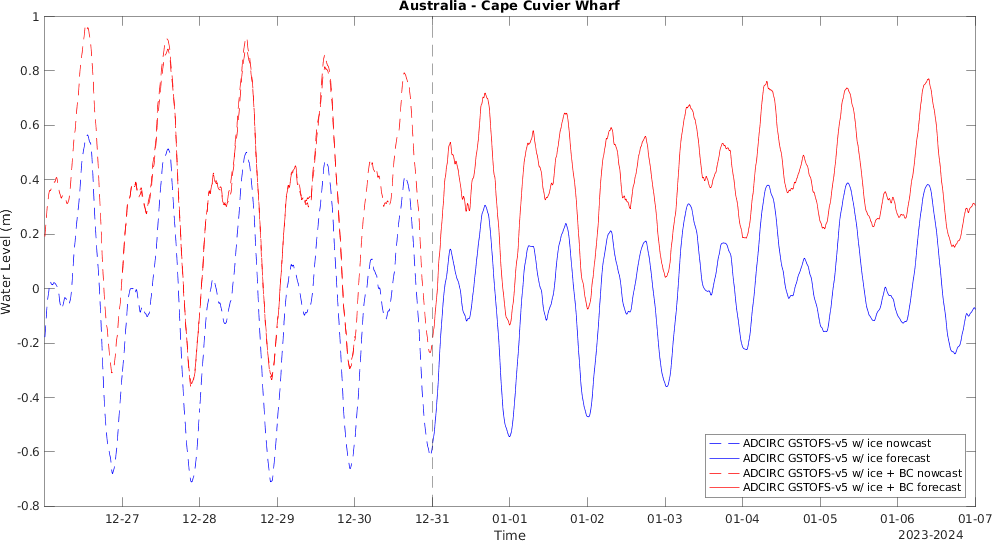 Australia - Cape Cuvier Wharf
1
0.8
0.6
0.4
0.2
0
-0.2
-0.4
-0.6
-0.8
Water Level (m)
12-27 12-28 12-29 12-30 12-31 01-01 01-02 01-03 01-04 01-05 01-06 01-07
Time
2023-2024
ADCIRC GSTOFS-v5 w/ ice nowcast
ADCIRC GSTOFS-v5 w/ ice forecast
ADCIRC GSTOFS-v5 w/ ice + BC nowcast
ADCIRC GSTOFS-v5 w/ ice + BC forecast